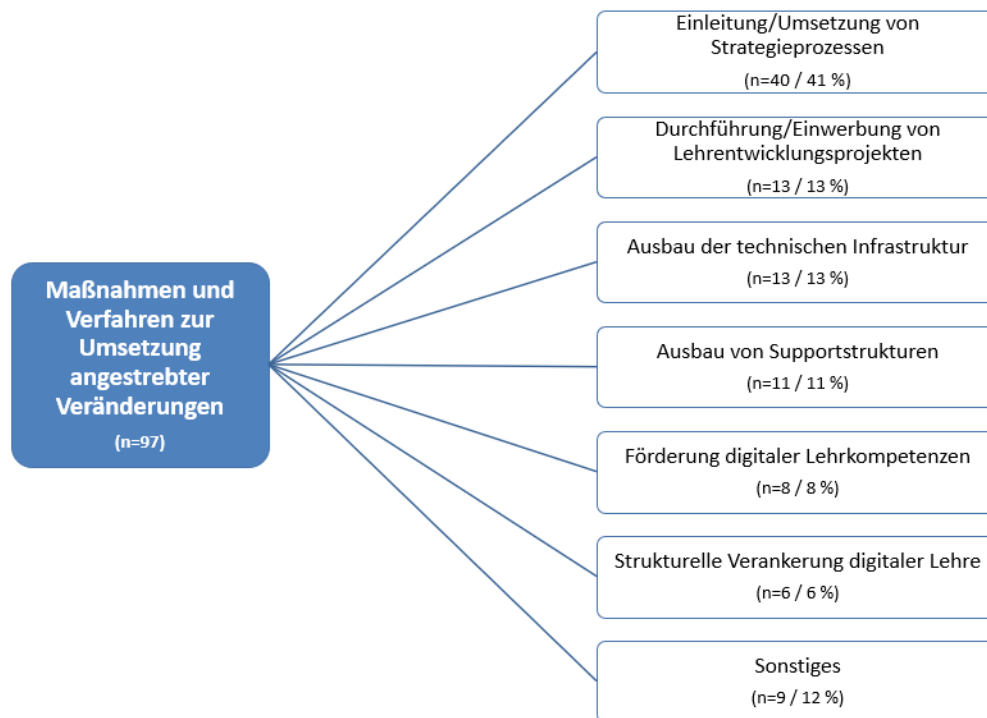 Maßnahmen und
Verfahren zur
Umsetzung
angestrebter
Veränderungen
(n=97)
Einleitung/Umsetzung von
Strategieprozessen
(n=40 / 41 %)
Durchführung/Einwerbung von
Lehrentwicklungsprojekten
(n=13 / 13 %)
Ausbau der technischen Infrastruktur
(n=13 / 13 %)
Ausbau von Supportstrukturen
(n=11 / 11 %)
Förderung digitaler Lehrkompetenzen
(n=8 / 8 %)
Strukturelle Verankerung digitaler Lehre
(n=6 / 6 %)
Sonstiges
(n=9 / 12 %)